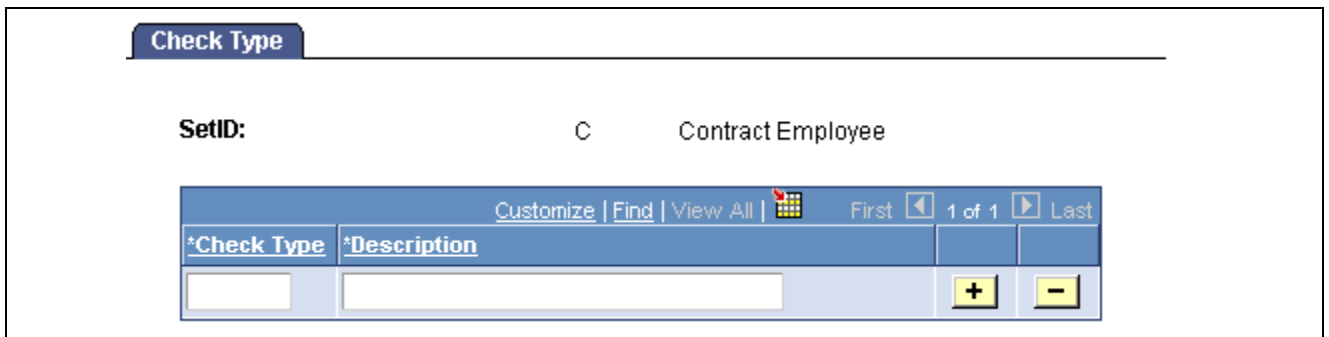 Check Type
SetID: C Contract Employee
Customize | Find | View All | First 1 of 1 Last
*Check Type *Description
+ −